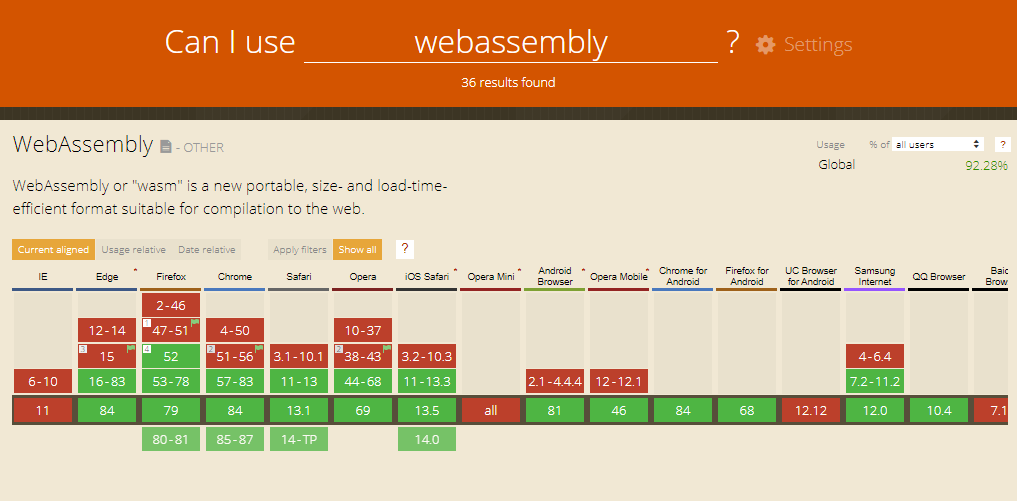 Can I use webassembly ? Settings
36 results found
WebAssembly - OTHER
Usage % of all users ?
Global 92.28%
WebAssembly or "wasm" is a new portable, size- and load-time-
efficient format suitable for compilation to the web.
Current aligned Usage relative Date relative Apply filters Show all ?
IE Edge * Firefox Chrome Safari Opera iOS Safari * Opera Mini * Android Browser * Opera Mobile * Chrome for Android Firefox for Android UC Browser for Android Samsung Internet QQ Browser Baid Brow
2-46
12-14 1 47-51 4-50 10-37
3 15 4 52 2 51-56 3.1-10.1 2 38-43 3.2-10.3 4-6.4
6-10 16-83 53-78 57-83 11-13 44-68 11-13.3 2.1-4.4.4 12-12.1 7.2-11.2
11 84 79 84 13.1 69 13.5 all 81 46 84 68 12.12 12.0 10.4 7.1
80-81 85-87 14-TP 14.0